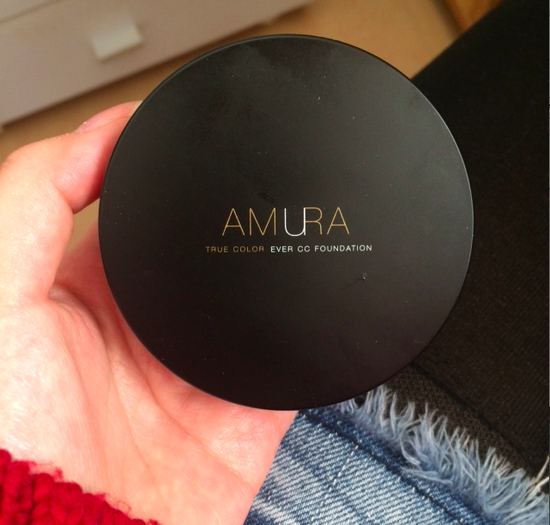 AMURA
TRUE COLOR EVER CC FOUNDATION